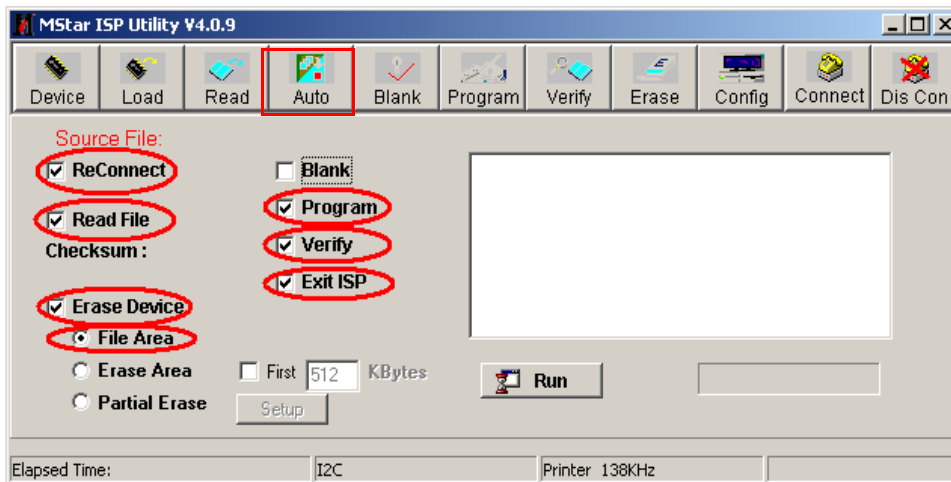 MStar ISP Utility V4.0.9
Device Load Read Auto Blank Program Verify Erase Config Connect Dis Con
Source File:
ReConnect Blank
Read File Program
Checksum : Verify
Exit ISP
Erase Device
File Area
Erase Area First 512 KBytes Run
Partial Erase Setup
Elapsed Time: I2C Printer 138KHz